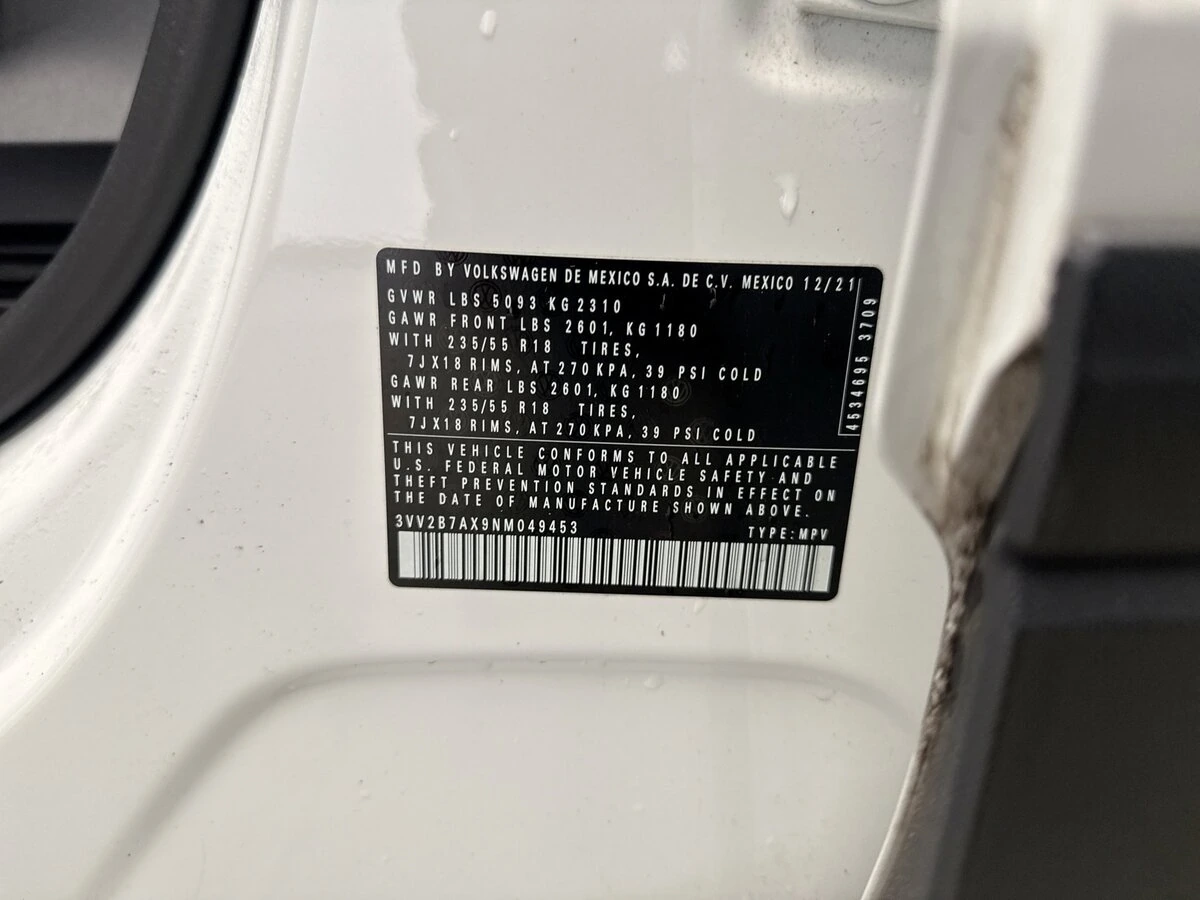 MFD BY VOLKSWAGEN DE MEXICO S.A. DE C.V. MEXICO 12/21
GVWR LBS 5093 KG 2310
GAWR FRONT LBS 2601, KG 1180
WITH 235/55 R18 TIRES,
7JX18 RIMS, AT 270 KPA, 39 PSI COLD
GAWR REAR LBS 2601, KG 1180
WITH 235/55 R18 TIRES,
7JX18 RIMS, AT 270 KPA, 39 PSI COLD
4534695 3709
THIS VEHICLE CONFORMS TO ALL APPLICABLE
U.S. FEDERAL MOTOR VEHICLE SAFETY AND
THEFT PREVENTION STANDARDS IN EFFECT ON
THE DATE OF MANUFACTURE SHOWN ABOVE.
3VV2B7AX9NM049453 TYPE:MPV